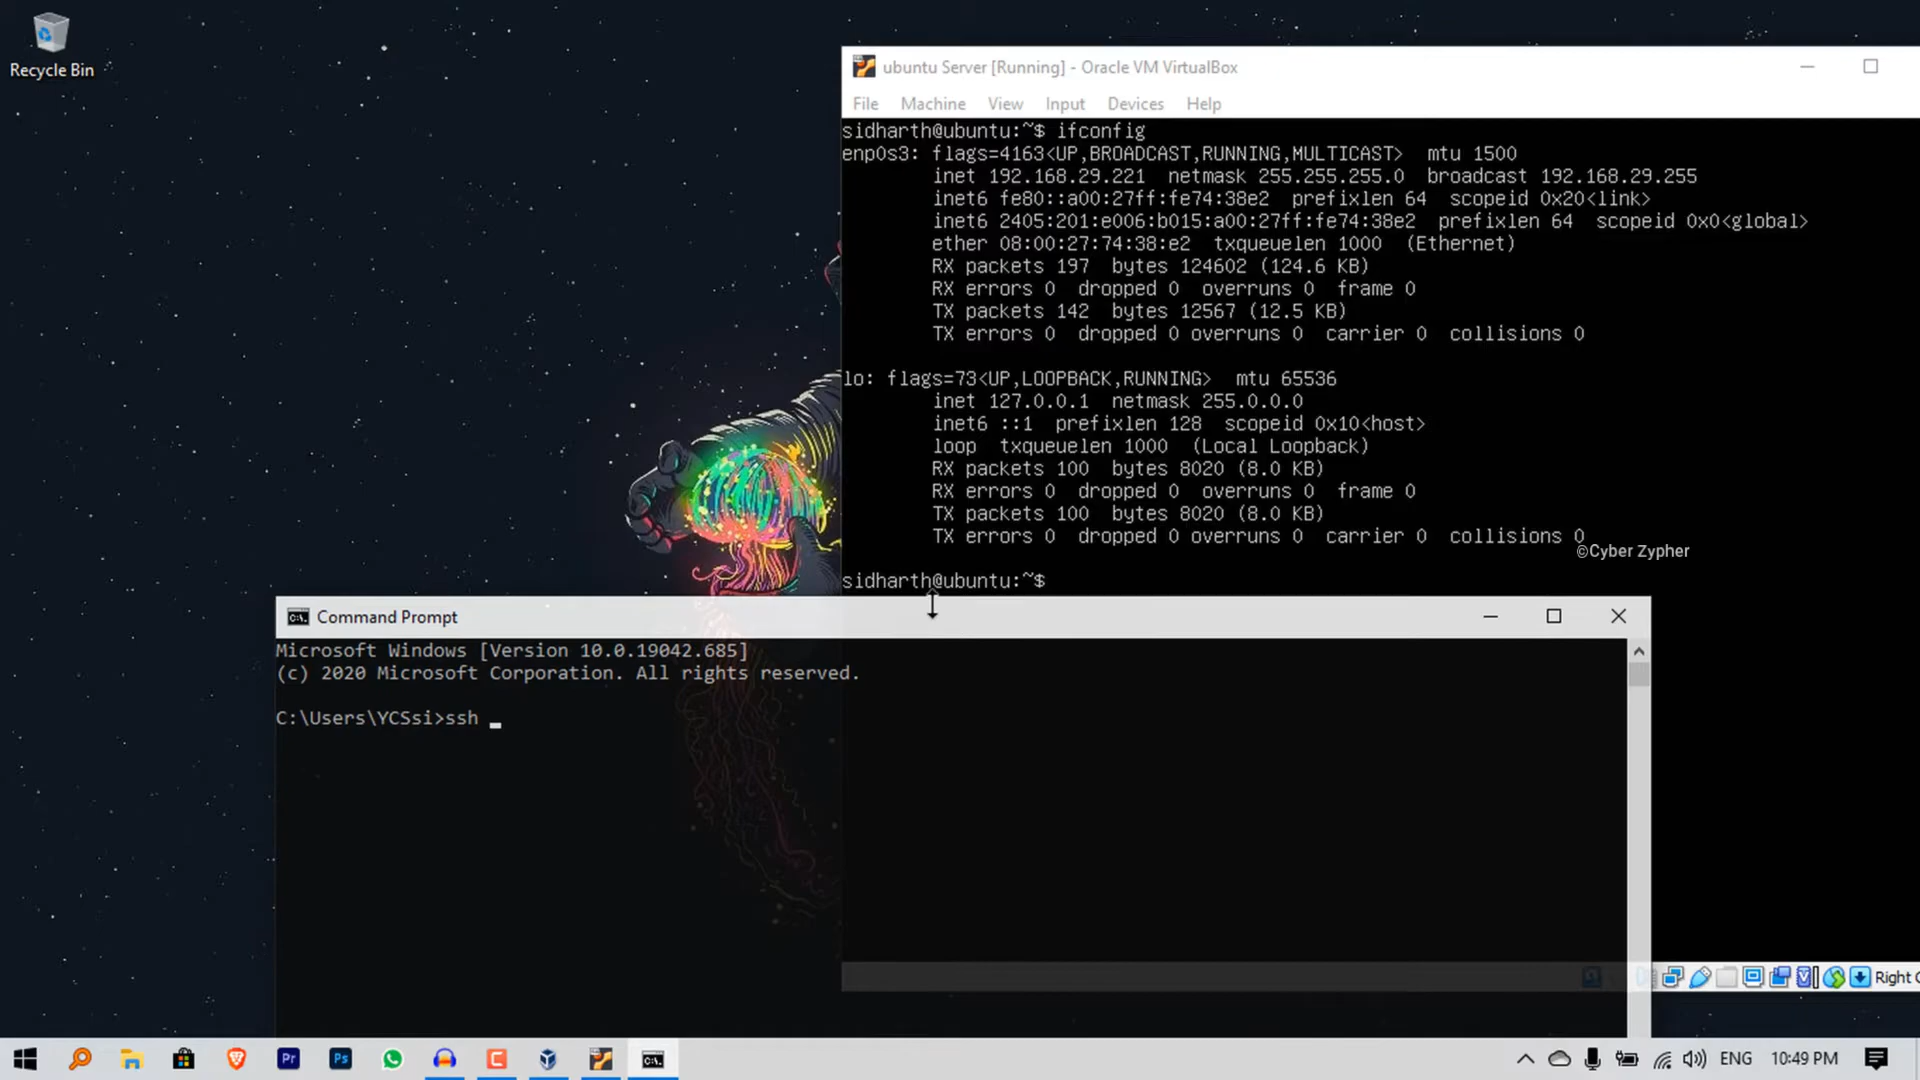 Recycle Bin
ubuntu Server [Running] - Oracle VM VirtualBox
File Machine View Input Devices Help
sidharth@ubuntu:~$ ifconfig
enp0s3: flags=4163<UP,BROADCAST,RUNNING,MULTICAST>  mtu 1500
inet 192.168.29.221  netmask 255.255.255.0  broadcast 192.168.29.255
inet6 fe80::a00:27ff:fe74:38e2  prefixlen 64  scopeid 0x20<link>
inet6 2405:201:e006:b015:a00:27ff:fe74:38e2  prefixlen 64  scopeid 0x0<global>
ether 08:00:27:74:38:e2  txqueuelen 1000  (Ethernet)
RX packets 197  bytes 124602 (124.6 KB)
RX errors 0  dropped 0  overruns 0  frame 0
TX packets 142  bytes 12567 (12.5 KB)
TX errors 0  dropped 0 overruns 0  carrier 0  collisions 0
lo: flags=73<UP,LOOPBACK,RUNNING>  mtu 65536
inet 127.0.0.1  netmask 255.0.0.0
inet6 ::1  prefixlen 128  scopeid 0x10<host>
loop  txqueuelen 1000  (Local Loopback)
RX packets 100  bytes 8020 (8.0 KB)
RX errors 0  dropped 0  overruns 0  frame 0
TX packets 100  bytes 8020 (8.0 KB)
TX errors 0  dropped 0 overruns 0  carrier 0  collisions 0
©Cyber Zypher
sidharth@ubuntu:~$
Command Prompt
Microsoft Windows [Version 10.0.19042.685]
(c) 2020 Microsoft Corporation. All rights reserved.
C:\Users\YCSsi>ssh _
Right C
Pr Ps
ENG 10:49 PM